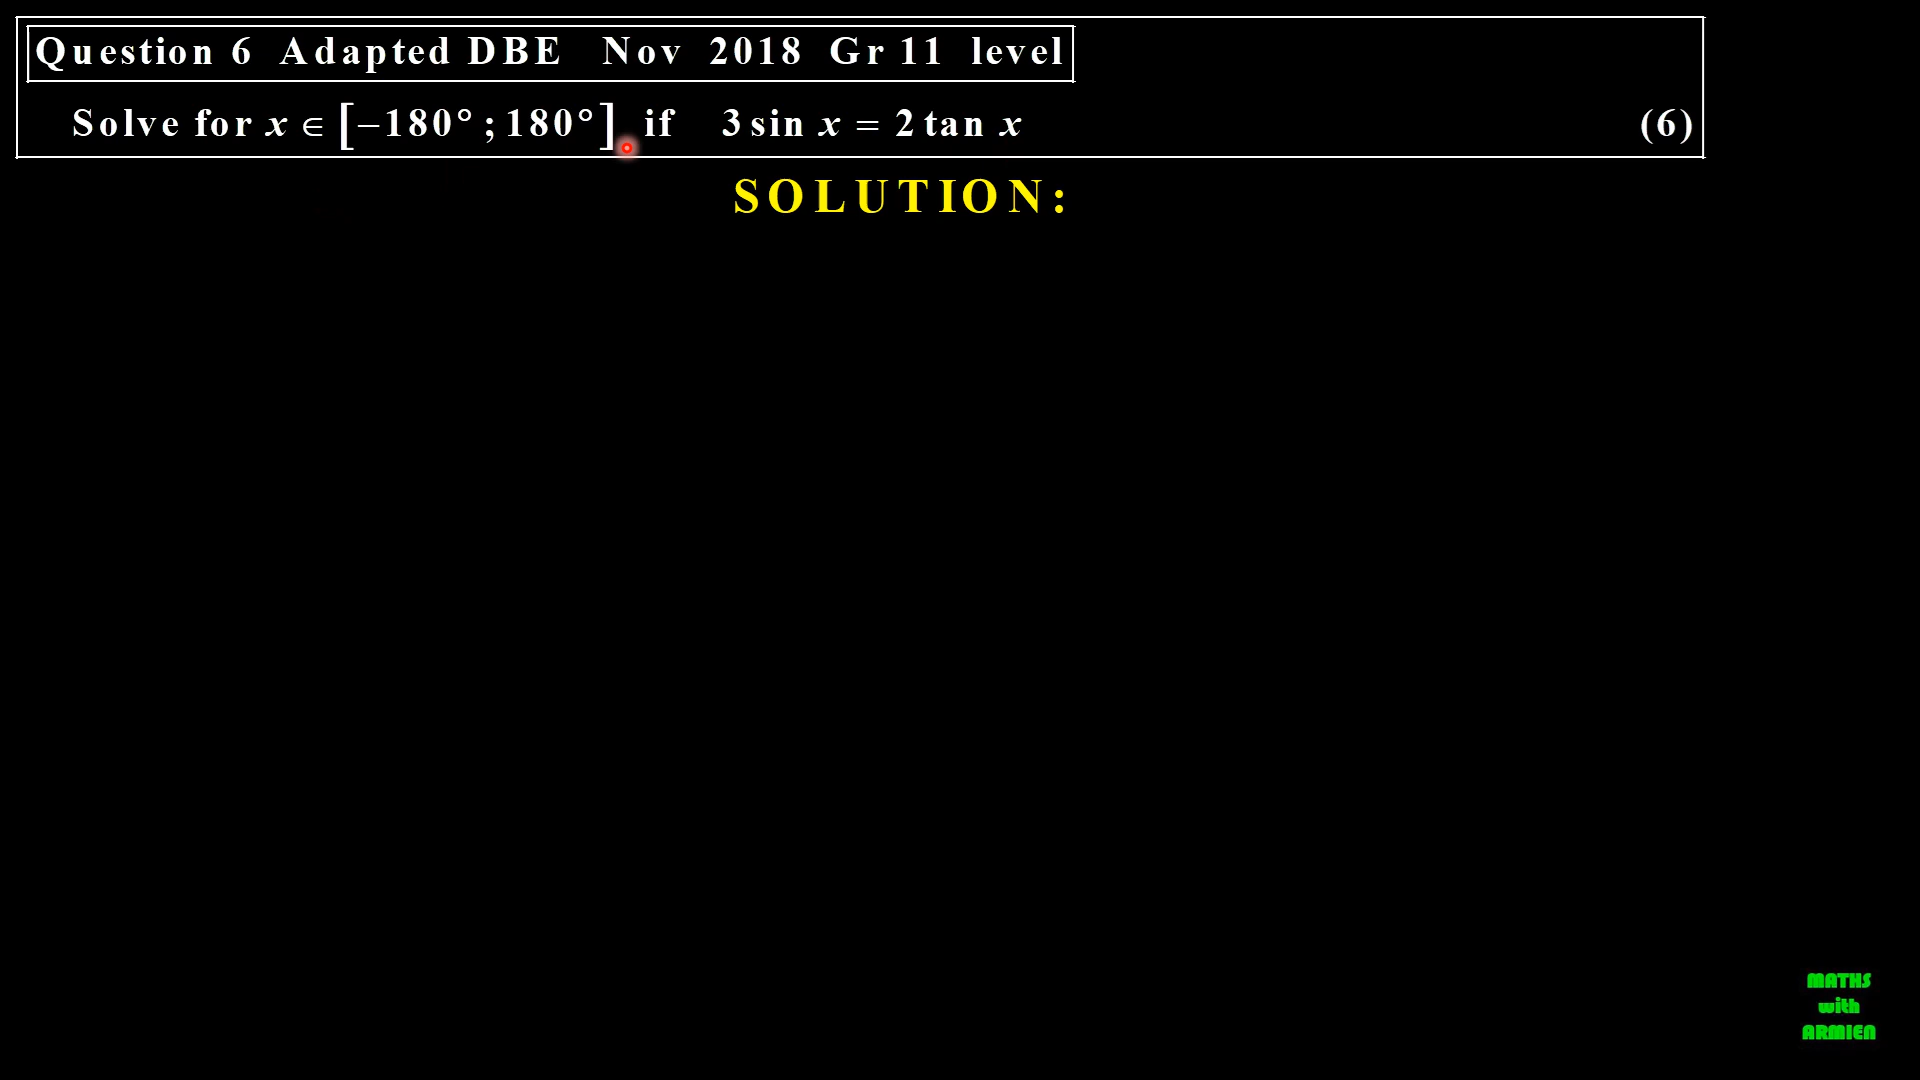 Question 6 Adapted DBE Nov 2018 Gr 11 level
Solve for x ∈ [−180° ; 180°] if 3 sin x = 2 tan x (6)
SOLUTION:
MATHS
with
ARMIEN